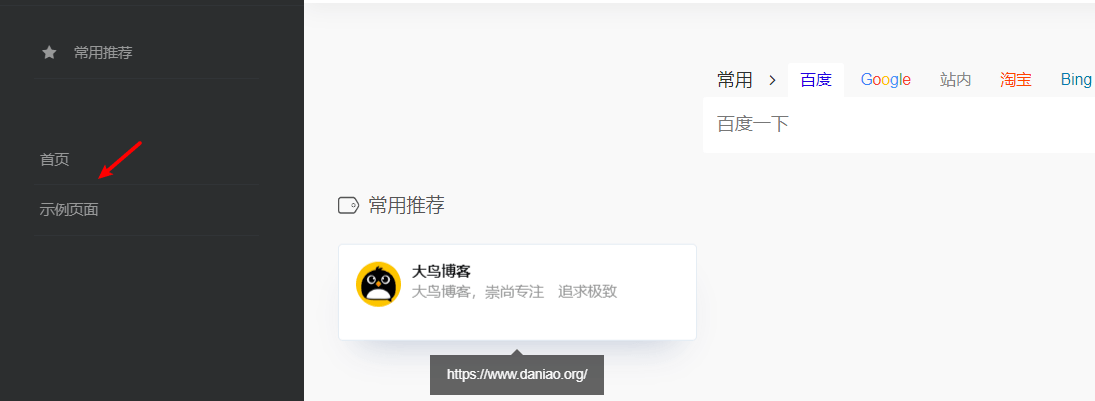 常用推荐
首页
示例页面
常用 > 百度 Google 站内 淘宝 Bing
百度一下
常用推荐
大鸟博客
大鸟博客，崇尚专注 追求极致
https://www.daniao.org/